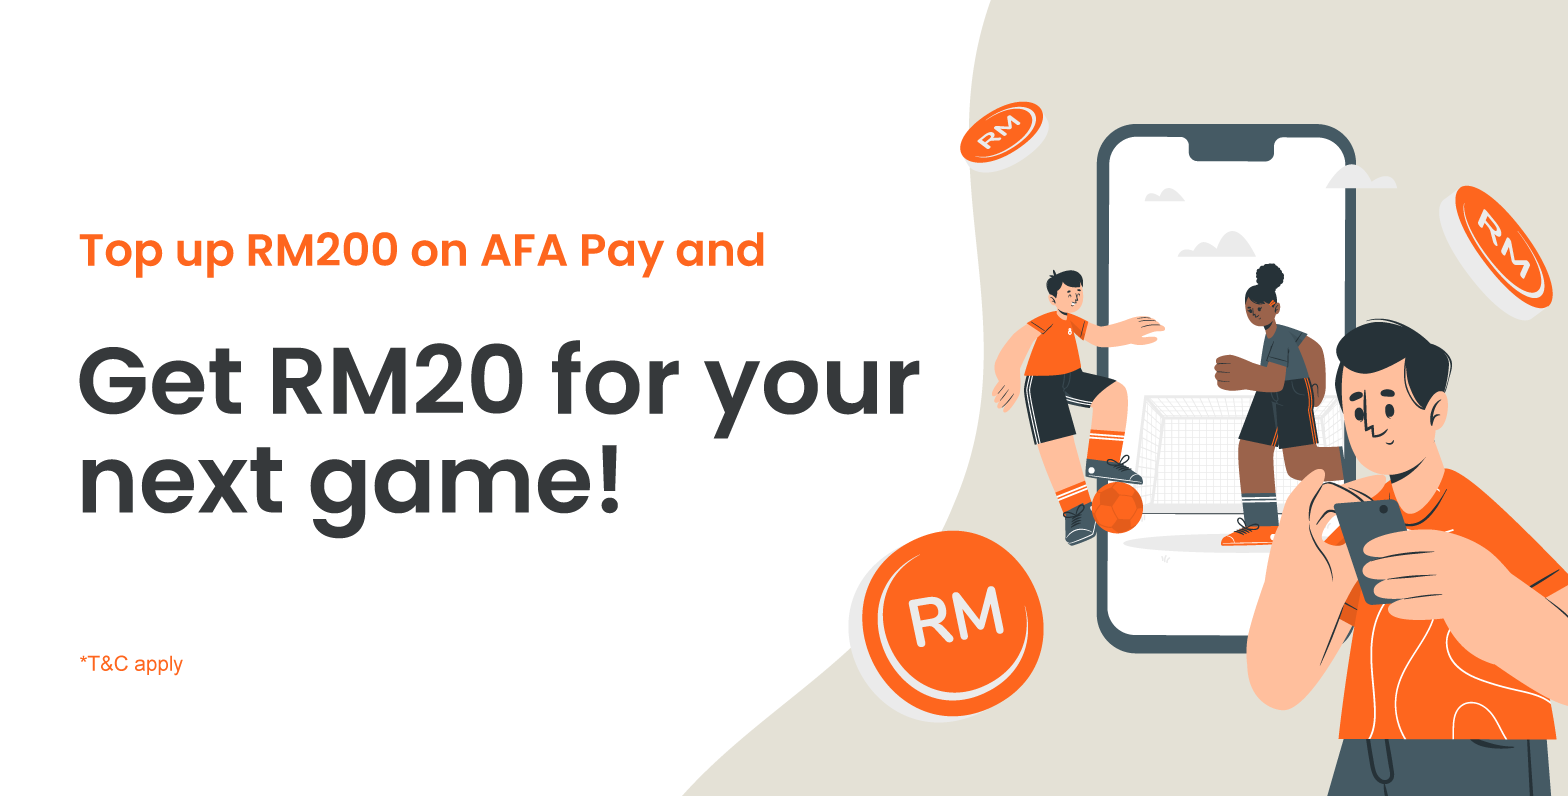 Top up RM200 on AFA Pay and
Get RM20 for your
next game!
*T&C apply
RM
RM
RM